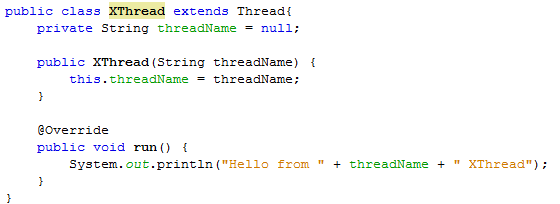 public class XThread extends Thread{
    private String threadName = null;

    public XThread(String threadName) {
        this.threadName = threadName;
    }

    @Override
    public void run() {
        System.out.println("Hello from " + threadName + " XThread");
    }
}